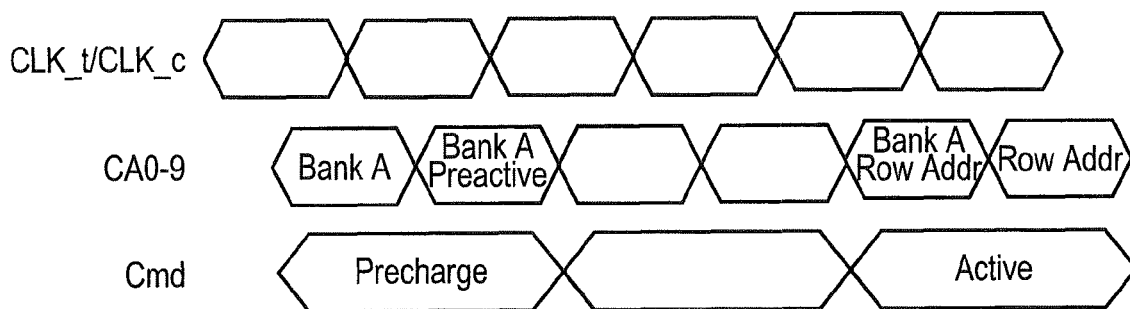 CLK_t/CLK_c
CA0-9
Bank A
Bank A
Preactive
Bank A
Row Addr
Row Addr
Cmd
Precharge
Active